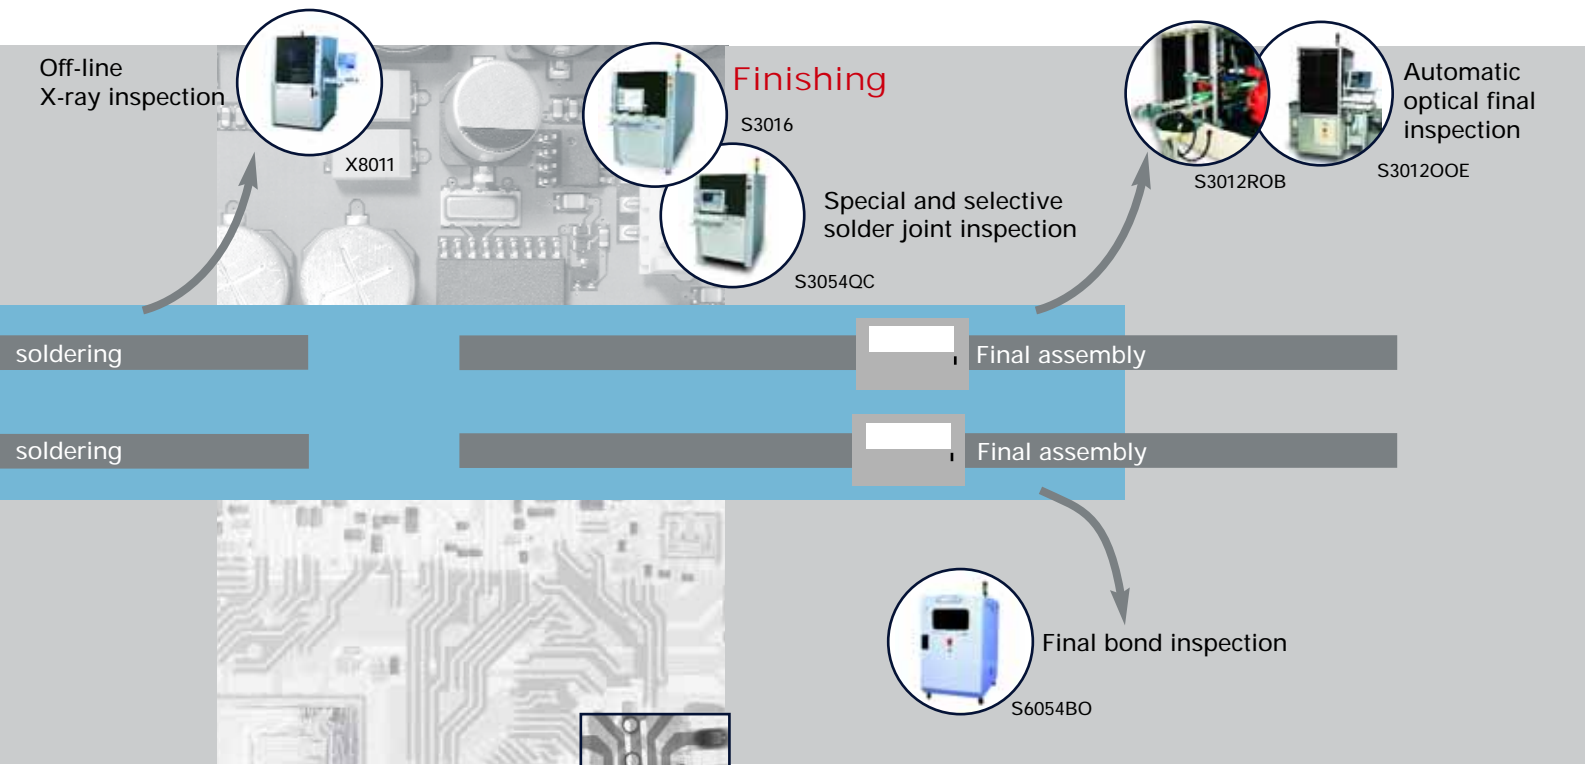 Off-line
X-ray inspection
X8011
Finishing
S3016
Special and selective
solder joint inspection
S3054QC
S3012ROB
Automatic
optical final
inspection
S3012OOE
soldering
Final assembly
soldering
Final assembly
Final bond inspection
S6054BO